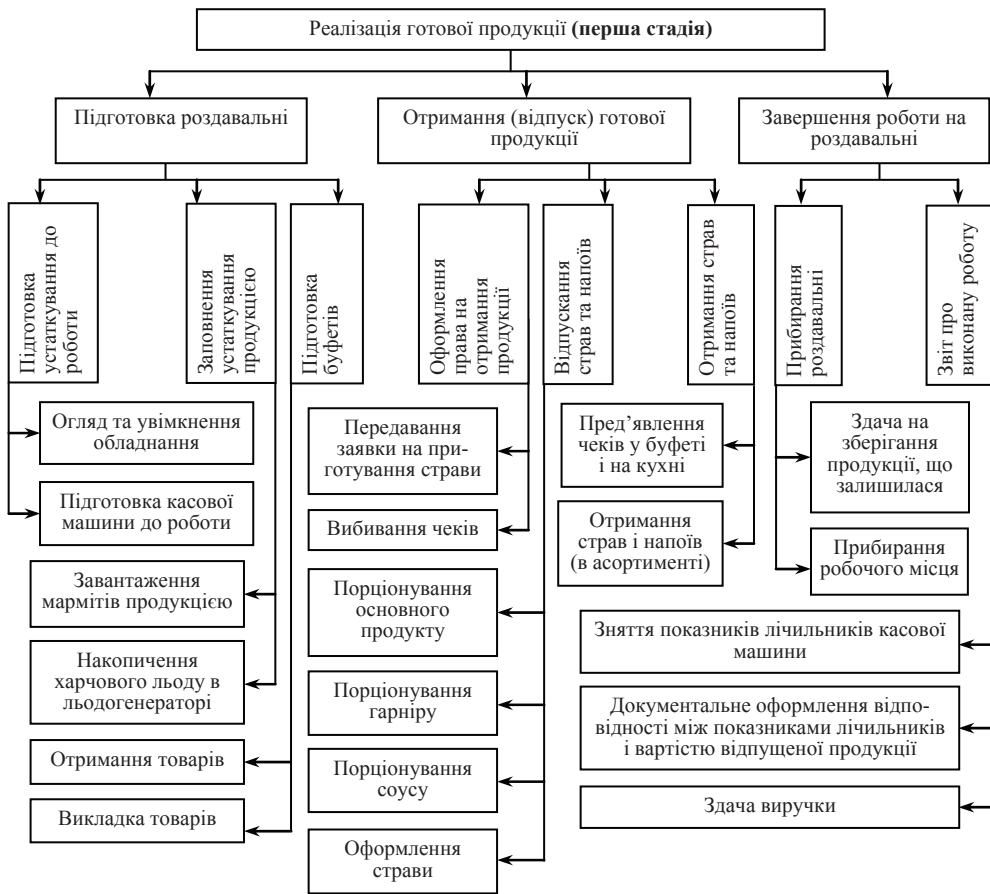 Реалізація готової продукції (перша стадія)
Підготовка роздавальні
Отримання (відпуск) готової
продукції
Завершення роботи на
роздавальні
Підготовка
устаткування до
роботи
Заповнення
устаткування
продукцією
Підготовка
буфетів
Оформлення
права на
отримання
продукції
Відпускання
страв та напоїв
Отримання страв
та напоїв
Прибирання
роздавальні
Звіт про
виконану роботу
Огляд та увімкнення
обладнання
Підготовка касової
машини до роботи
Завантаження
мармітів продукцією
Накопичення
харчового льоду в
льодогенераторі
Отримання товарів
Викладка товарів
Передавання
заявки на при-
готування страви
Вибивання чеків
Порціонування
основного
продукту
Порціонування
гарніру
Порціонування
соусу
Оформлення
страви
Пред’явлення
чеків у буфеті
і на кухні
Отримання
страв і напоїв
(в асортименті)
Здача на
зберігання
продукції, що
залишилася
Прибирання
робочого місця
Зняття показників лічильників касової
машини
Документальне оформлення відпо-
відності між показниками лічильників
і вартістю відпущеної продукції
Здача виручки